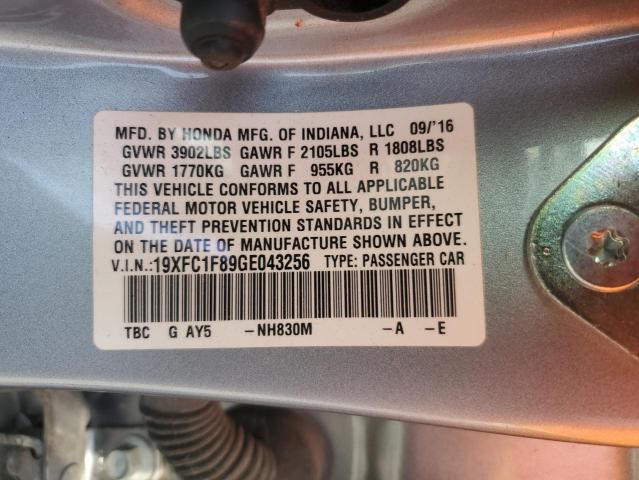 MFD. BY HONDA MFG. OF INDIANA, LLC 09/'16
GVWR 3902LBS GAWR F 2105LBS R 1808LBS
GVWR 1770KG GAWR F 955KG R 820KG
THIS VEHICLE CONFORMS TO ALL APPLICABLE
FEDERAL MOTOR VEHICLE SAFETY, BUMPER,
AND THEFT PREVENTION STANDARDS IN EFFECT
ON THE DATE OF MANUFACTURE SHOWN ABOVE.
V.I.N.:19XFC1F89GE043256 TYPE: PASSENGER CAR
TBC G AY5 -NH830M -A -E